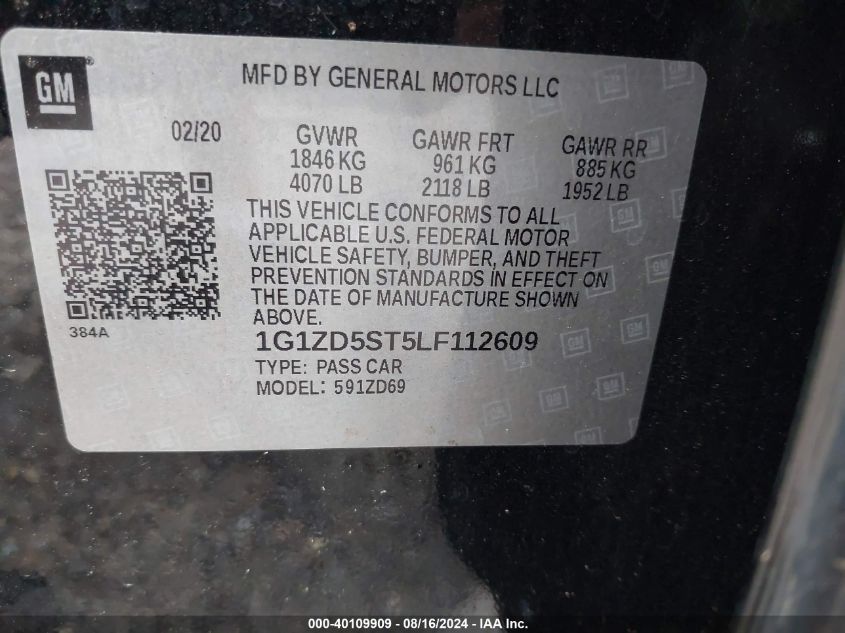 GM
MFD BY GENERAL MOTORS LLC
02/20
GVWR
1846 KG
4070 LB
GAWR FRT
961 KG
2118 LB
GAWR RR
885 KG
1952 LB
THIS VEHICLE CONFORMS TO ALL
APPLICABLE U.S. FEDERAL MOTOR
VEHICLE SAFETY, BUMPER, AND THEFT
PREVENTION STANDARDS IN EFFECT ON
THE DATE OF MANUFACTURE SHOWN
ABOVE.
384A
1G1ZD5ST5LF112609
TYPE: PASS CAR
MODEL: 591ZD69
000-40109909 - 08/16/2024 - IAAI.COM